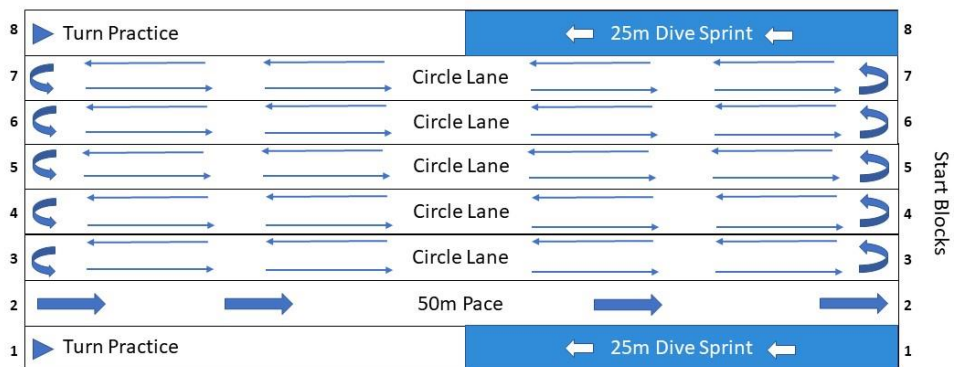 8 Turn Practice 25m Dive Sprint 8
7 Circle Lane 7
6 Circle Lane 6
5 Circle Lane 5
4 Circle Lane 4
3 Circle Lane 3
2 50m Pace 2
1 Turn Practice 25m Dive Sprint 1
Start Blocks